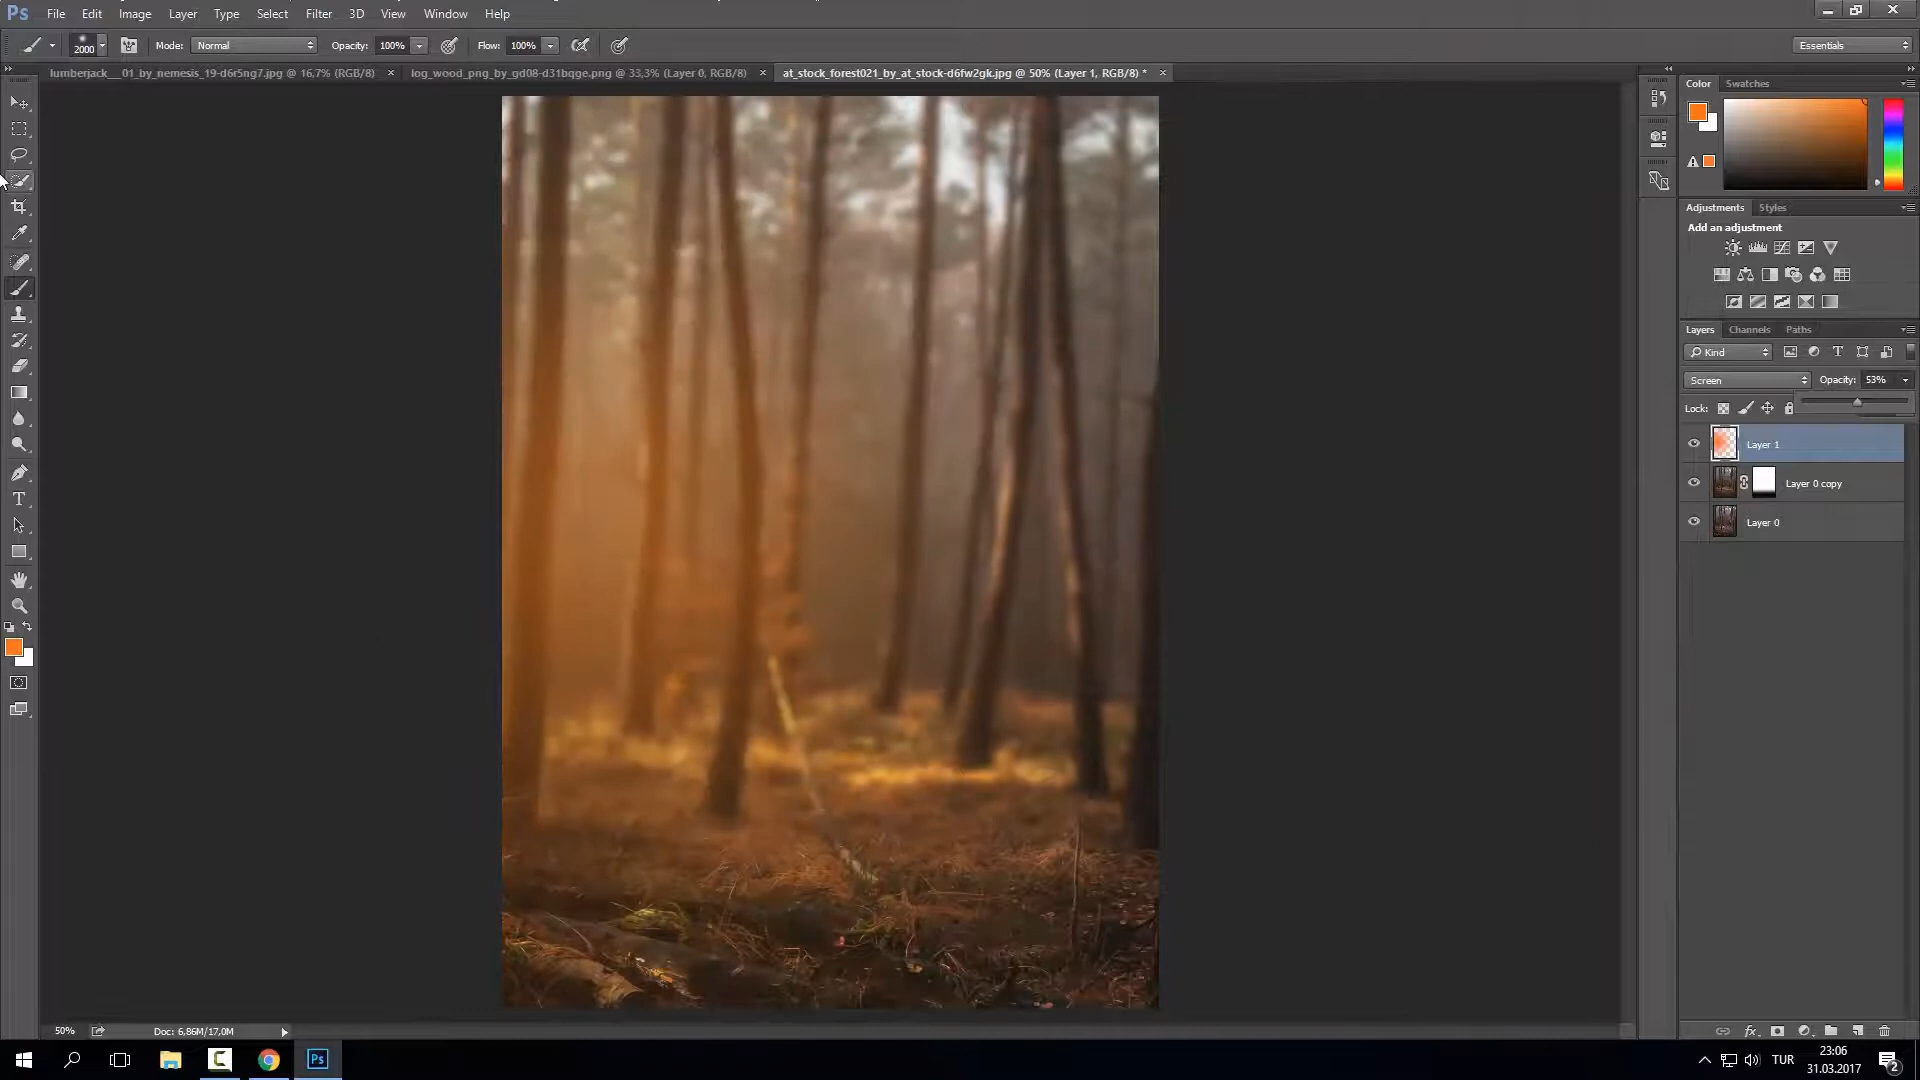 Ps File Edit Image Layer Type Select Filter 3D View Window Help
2000 Mode: Normal Opacity: 100% Flow: 100% Essentials
lumberjack__01_by_nemesis_19-d6r5ng7.jpg @ 16,7% (RGB/8) × log_wood_png_by_gd08-d31bqge.png @ 33,3% (Layer 0, RGB/8) × at_stock_forest021_by_at_stock-d6fw2gk.jpg @ 50% (Layer 1, RGB/8) * ×
Color Swatches
Adjustments Styles
Add an adjustment
Layers Channels Paths
Kind
Screen Opacity: 53%
Lock:
Layer 1
Layer 0 copy
Layer 0
50% Doc: 6,86M/17,0M
fx
Ps
TUR
23:06
31.03.2017
2